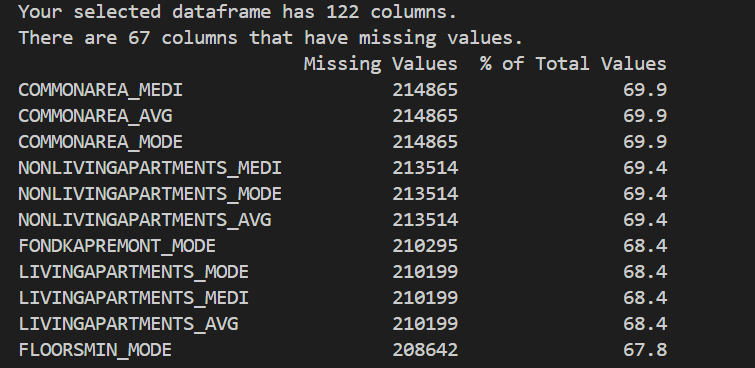 Your selected dataframe has 122 columns.
There are 67 columns that have missing values.
Missing Values % of Total Values
COMMONAREA_MEDI 214865 69.9
COMMONAREA_AVG 214865 69.9
COMMONAREA_MODE 214865 69.9
NONLIVINGAPARTMENTS_MEDI 213514 69.4
NONLIVINGAPARTMENTS_MODE 213514 69.4
NONLIVINGAPARTMENTS_AVG 213514 69.4
FONDKAPREMONT_MODE 210295 68.4
LIVINGAPARTMENTS_MODE 210199 68.4
LIVINGAPARTMENTS_MEDI 210199 68.4
LIVINGAPARTMENTS_AVG 210199 68.4
FLOORSMIN_MODE 208642 67.8